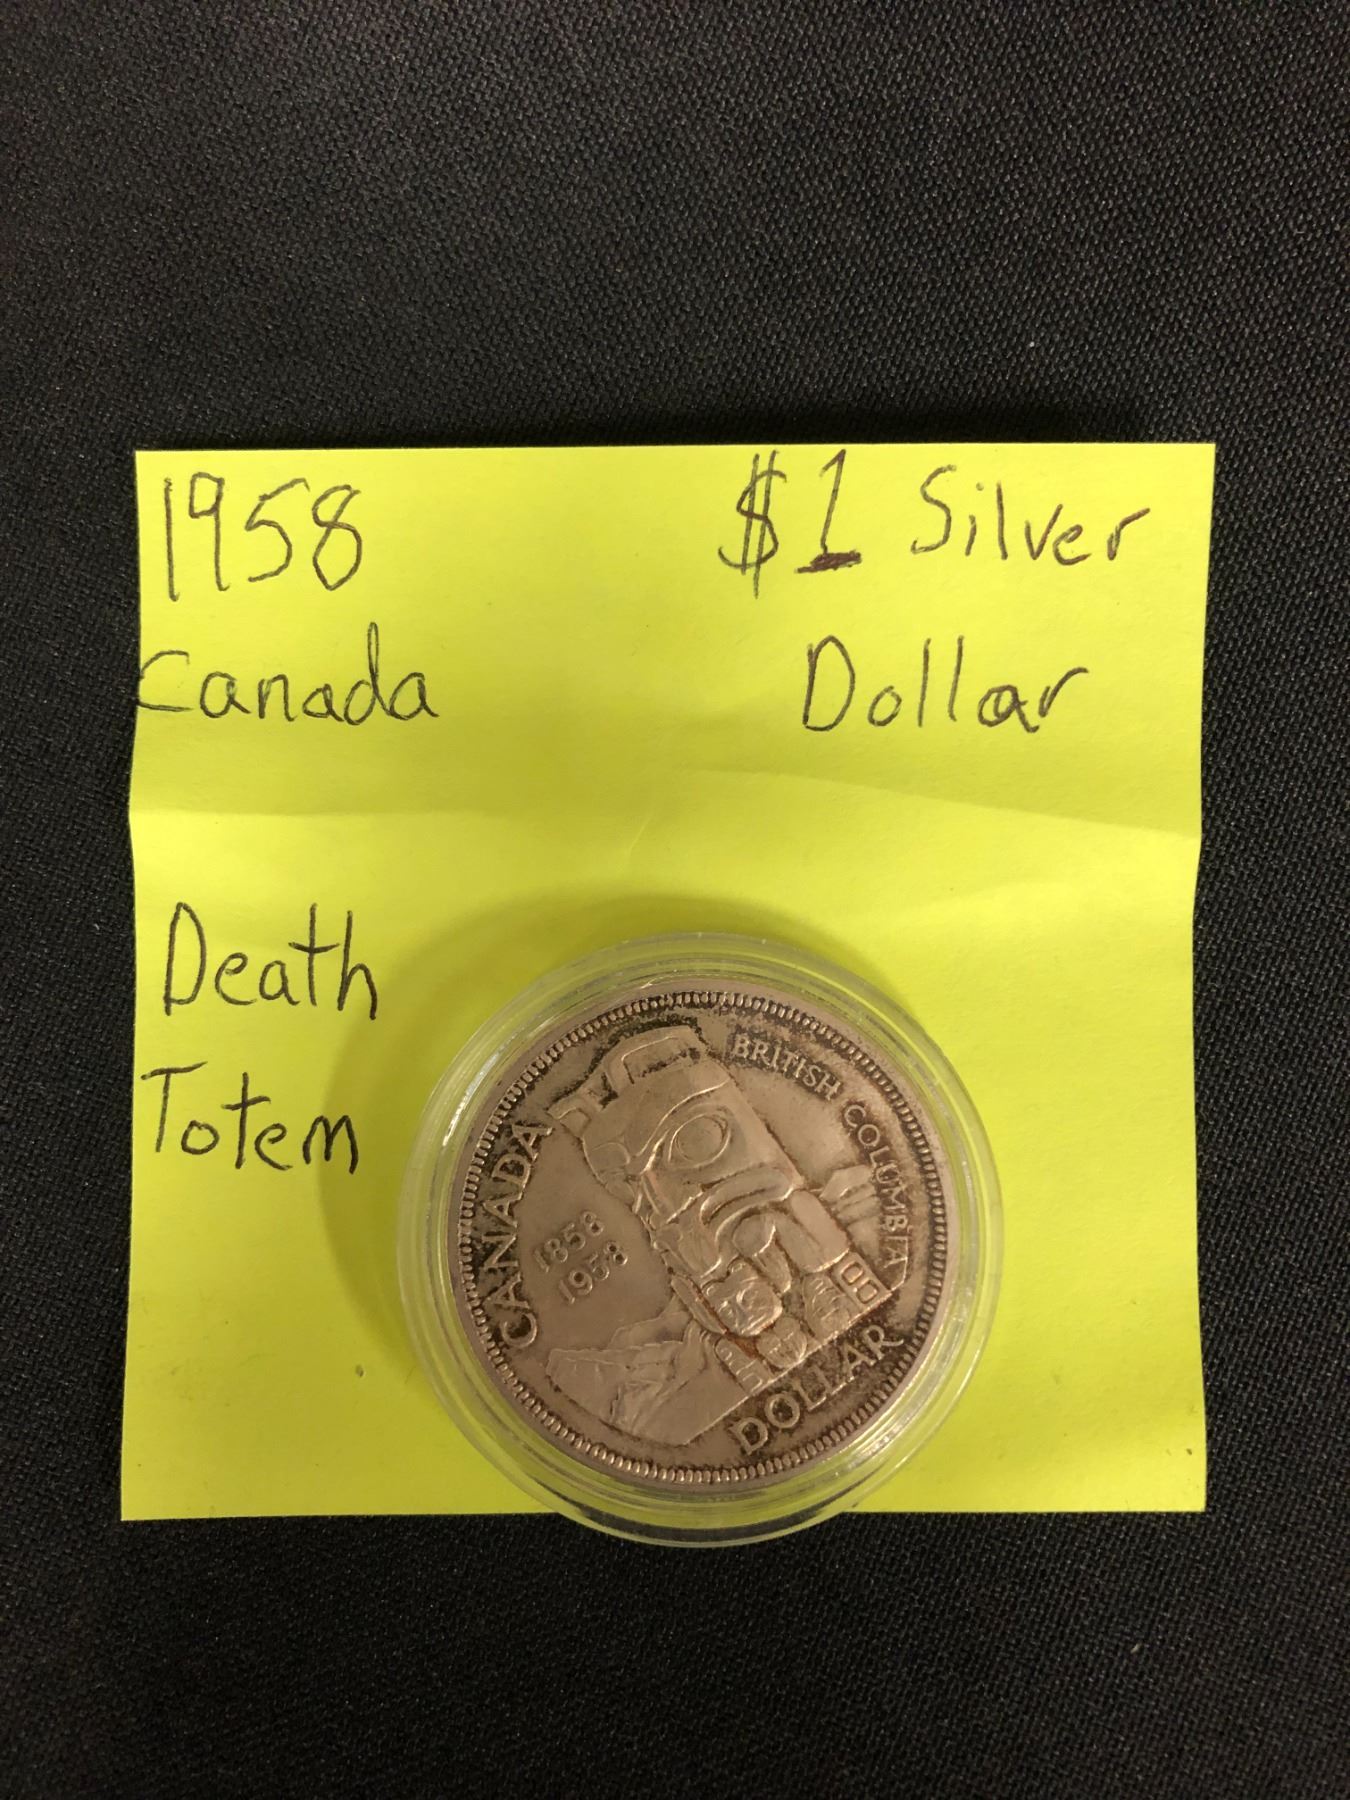 1958
Canada
$1 Silver
Dollar
Death
Totem
CANADA
BRITISH COLUMBIA
1858
1958
DOLLAR